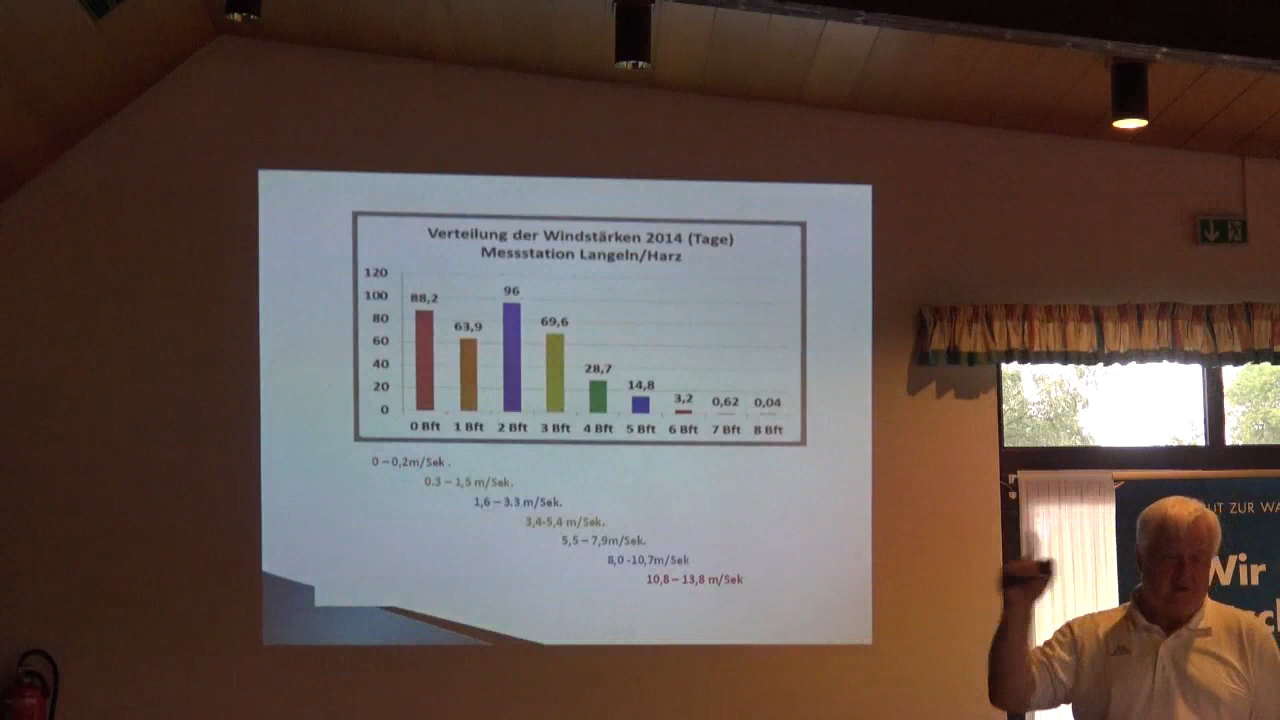 Verteilung der Windstärken 2014 (Tage)
Messstation Langeln/Harz
120
100
80
60
40
20
0
88,2
63,9
96
69,6
28,7
14,8
3,2
0,62
0,04
0 Bft 1 Bft 2 Bft 3 Bft 4 Bft 5 Bft 6 Bft 7 Bft 8 Bft
0 – 0,2m/Sek .
0.3 – 1,5 m/Sek.
1,6 – 3.3 m/Sek.
3,4-5,4 m/Sek.
5,5 – 7,9m/Sek.
8,0 -10,7m/Sek
10,8 – 13,8 m/Sek
UT ZUR WA
Wir